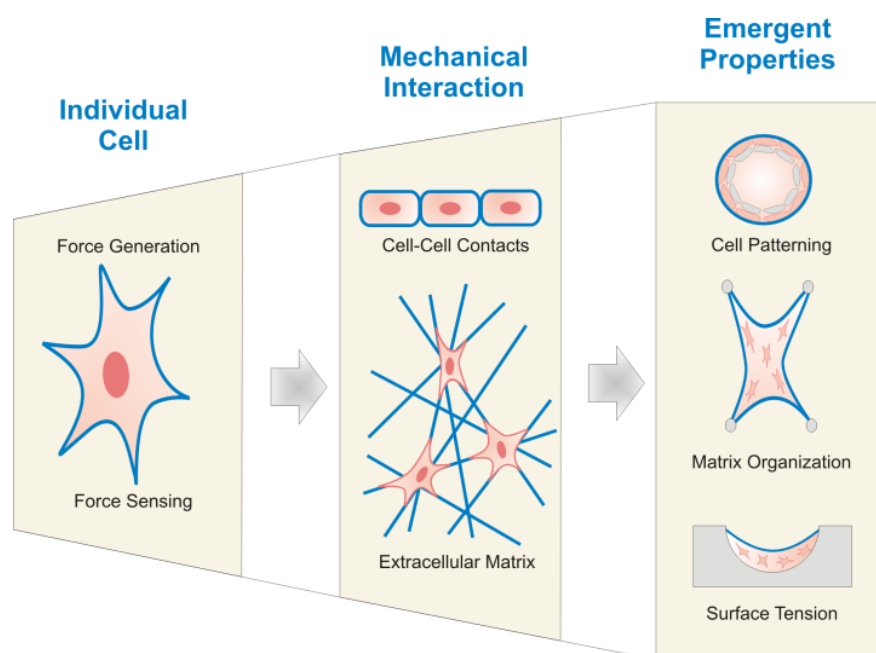 Individual
Cell
Force Generation
Force Sensing
Mechanical
Interaction
Cell-Cell Contacts
Extracellular Matrix
Emergent
Properties
Cell Patterning
Matrix Organization
Surface Tension